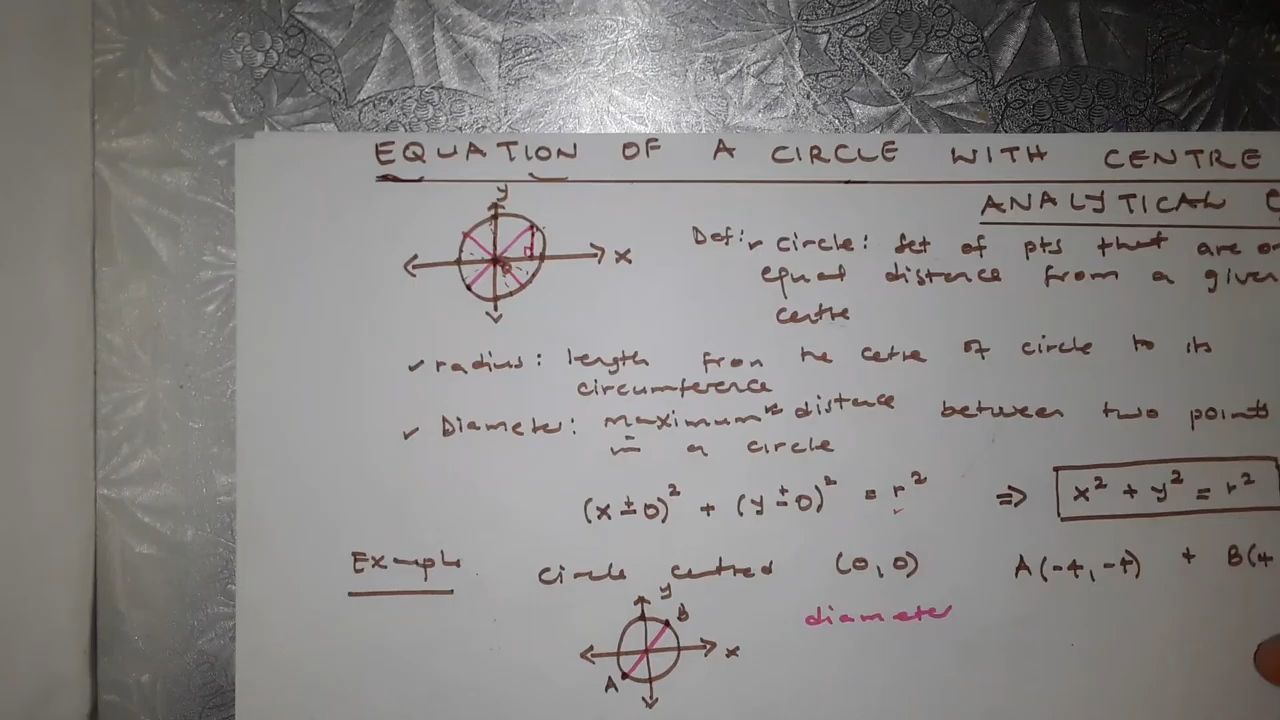 EQUATION OF A CIRCLE WITH CENTRE
ANALYTICAL
y
x
Defn: circle: set of pts that are on
equal distance from a given
centre
✓ radius: length from the cetre of circle to its
circumference
✓ Diameter: maximum distance between two points
in a circle
(x ± 0)² + (y ± 0)² = r² ⇒ x² + y² = r²
Example circle centred (0,0) A(-4,-4) + B(4
y
B
diameter
x
A